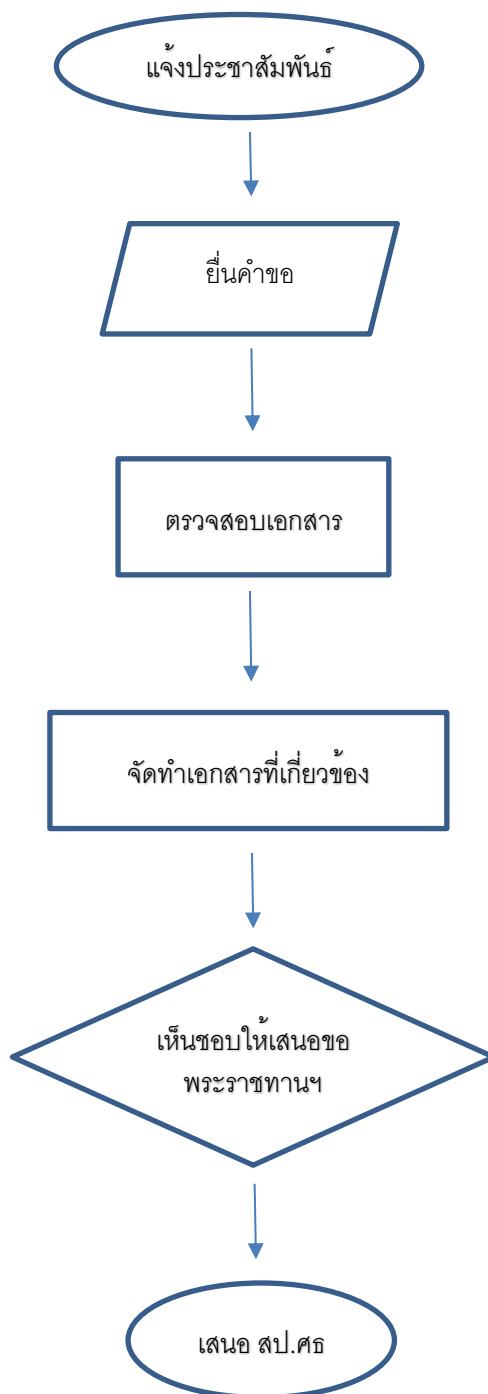 แจ้งประชาสัมพันธ์
ยื่นคำขอ
ตรวจสอบเอกสาร
จัดทำเอกสารที่เกี่ยวข้อง
เห็นชอบให้เสนอขอ
พระราชทานฯ
เสนอ สป.ศธ